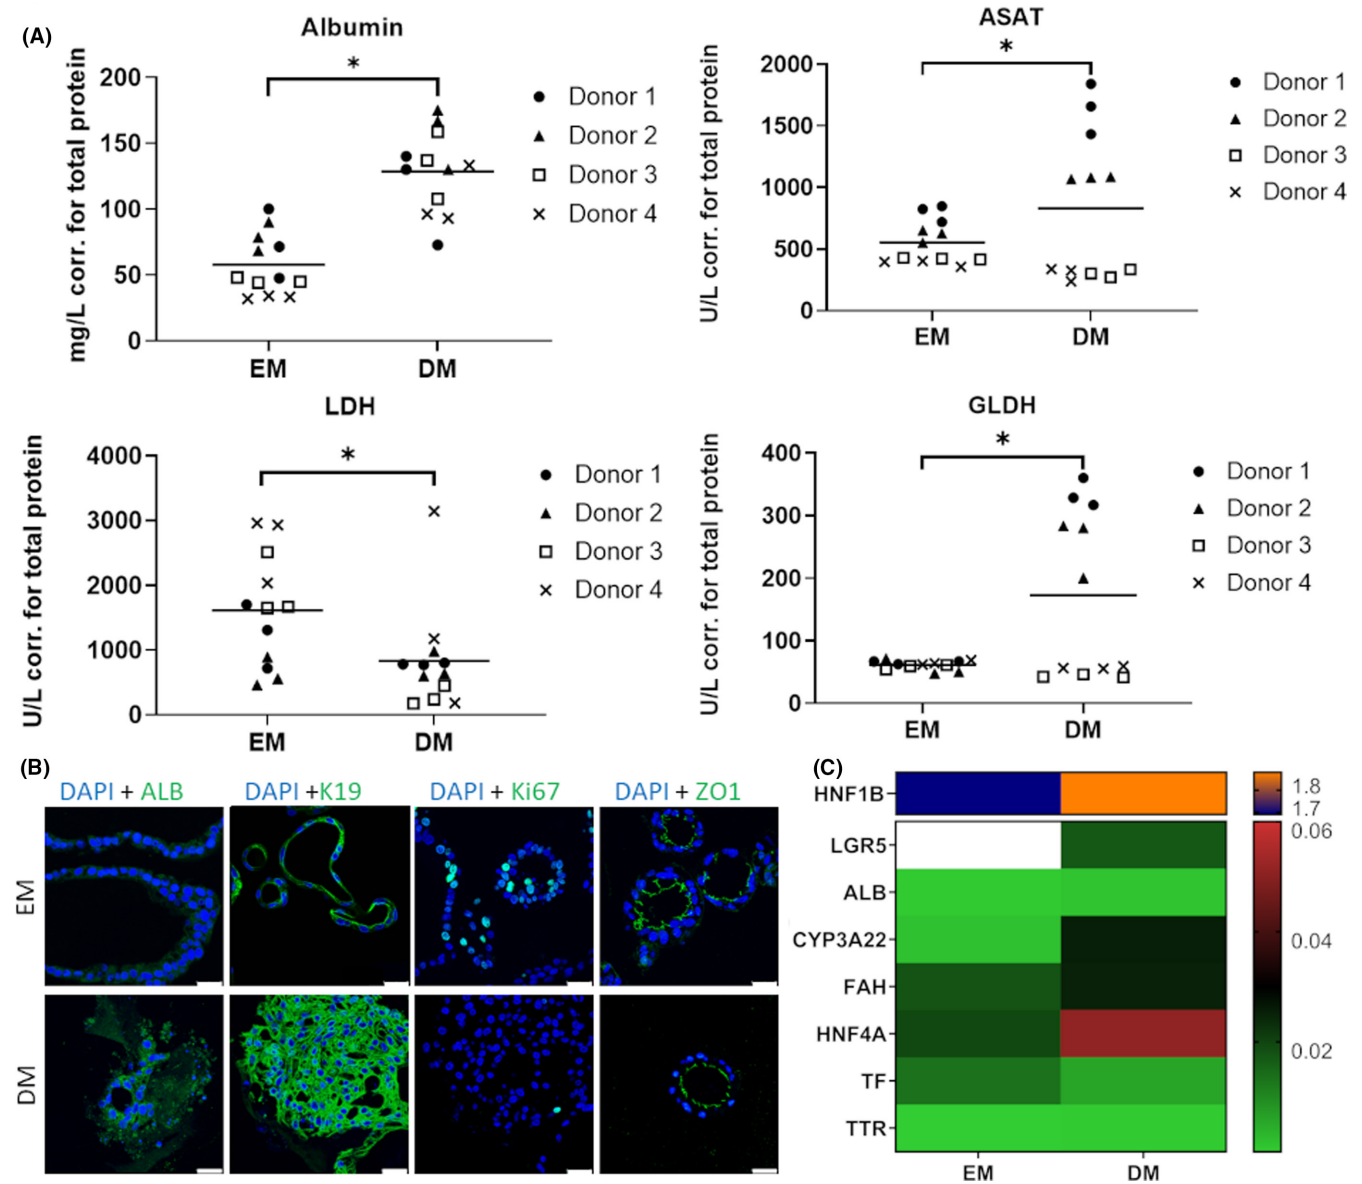 (A)
Albumin
mg/L corr. for total protein
200
150
100
50
0
*
EM
DM
Donor 1
Donor 2
Donor 3
Donor 4
ASAT
U/L corr. for total protein
2000
1500
1000
500
0
*
EM
DM
Donor 1
Donor 2
Donor 3
Donor 4
LDH
U/L corr. for total protein
4000
3000
2000
1000
0
*
EM
DM
Donor 1
Donor 2
Donor 3
Donor 4
GLDH
U/L corr. for total protein
400
300
200
100
0
*
EM
DM
Donor 1
Donor 2
Donor 3
Donor 4
(B)
DAPI + ALB
DAPI +K19
DAPI + Ki67
DAPI + ZO1
EM
DM
(C)
HNF1B
LGR5
ALB
CYP3A22
FAH
HNF4A
TF
TTR
EM
DM
1.8
1.7
0.06
0.04
0.02